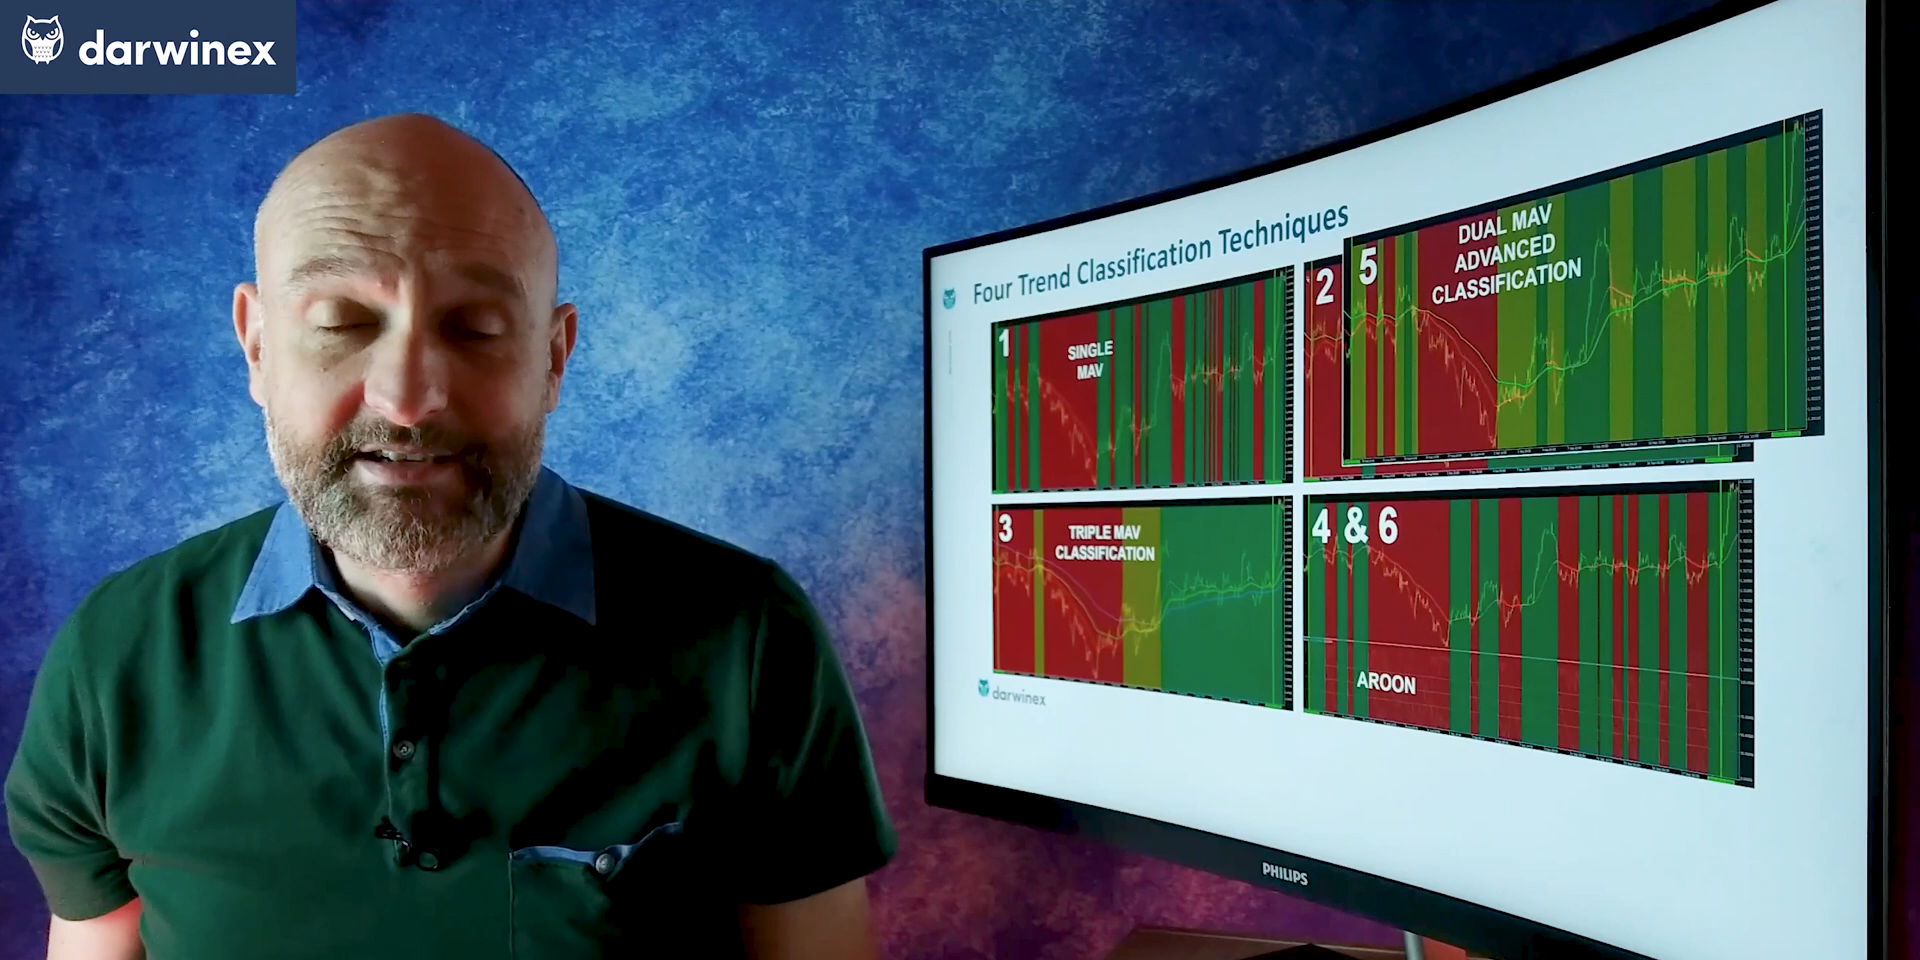 darwinex
Four Trend Classification Techniques
1
SINGLE
MAV
2
5
DUAL MAV
ADVANCED
CLASSIFICATION
3
TRIPLE MAV
CLASSIFICATION
4 & 6
AROON
darwinex
PHILIPS